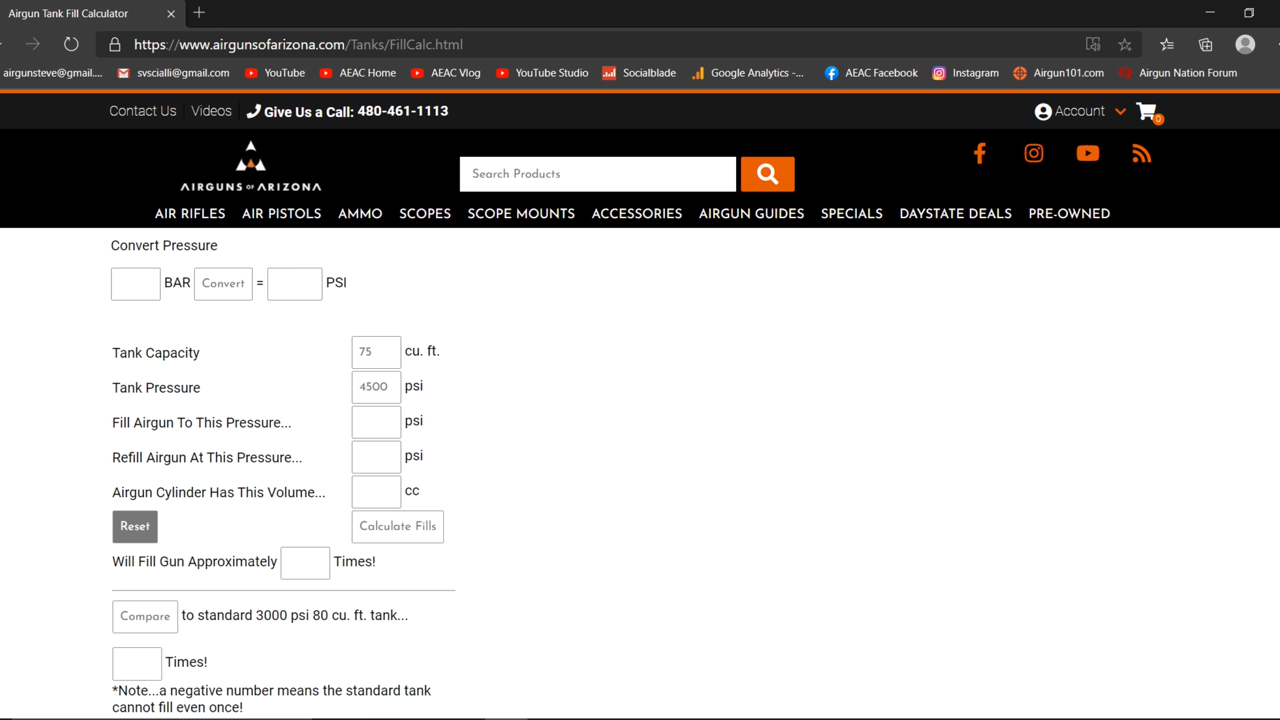 Airgun Tank Fill Calculator
https://www.airgunsofarizona.com/Tanks/FillCalc.html
airgunsteve@gmail.... svscialli@gmail.com YouTube AEAC Home AEAC Vlog YouTube Studio Socialblade Google Analytics -... AEAC Facebook Instagram Airgun101.com Airgun Nation Forum
Contact Us Videos Give Us a Call: 480-461-1113 Account 0
AIRGUNS OF ARIZONA
Search Products
AIR RIFLES AIR PISTOLS AMMO SCOPES SCOPE MOUNTS ACCESSORIES AIRGUN GUIDES SPECIALS DAYSTATE DEALS PRE-OWNED
Convert Pressure
BAR Convert = PSI
Tank Capacity 75 cu. ft.
Tank Pressure 4500 psi
Fill Airgun To This Pressure... psi
Refill Airgun At This Pressure... psi
Airgun Cylinder Has This Volume... cc
Reset Calculate Fills
Will Fill Gun Approximately Times!
Compare to standard 3000 psi 80 cu. ft. tank...
Times!
*Note...a negative number means the standard tank
cannot fill even once!